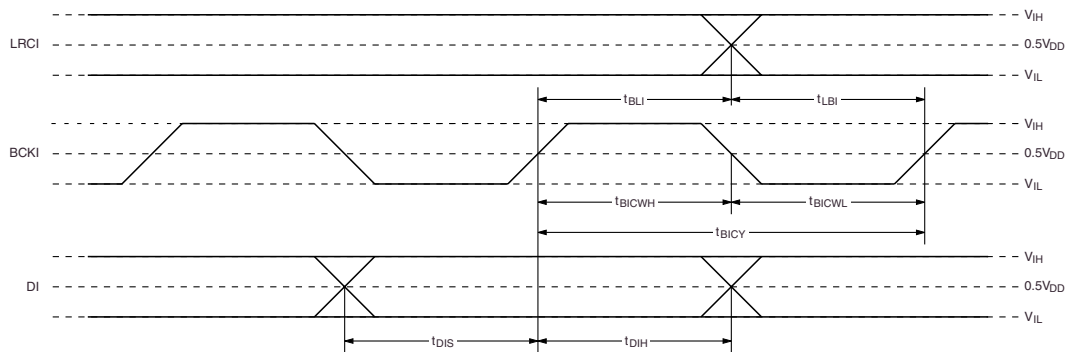 VIH
LRCI
0.5VDD
VIL
tBLI
tLBI
VIH
BCKI
0.5VDD
VIL
tBICWH
tBICWL
tBICY
VIH
DI
0.5VDD
VIL
tDIS
tDIH